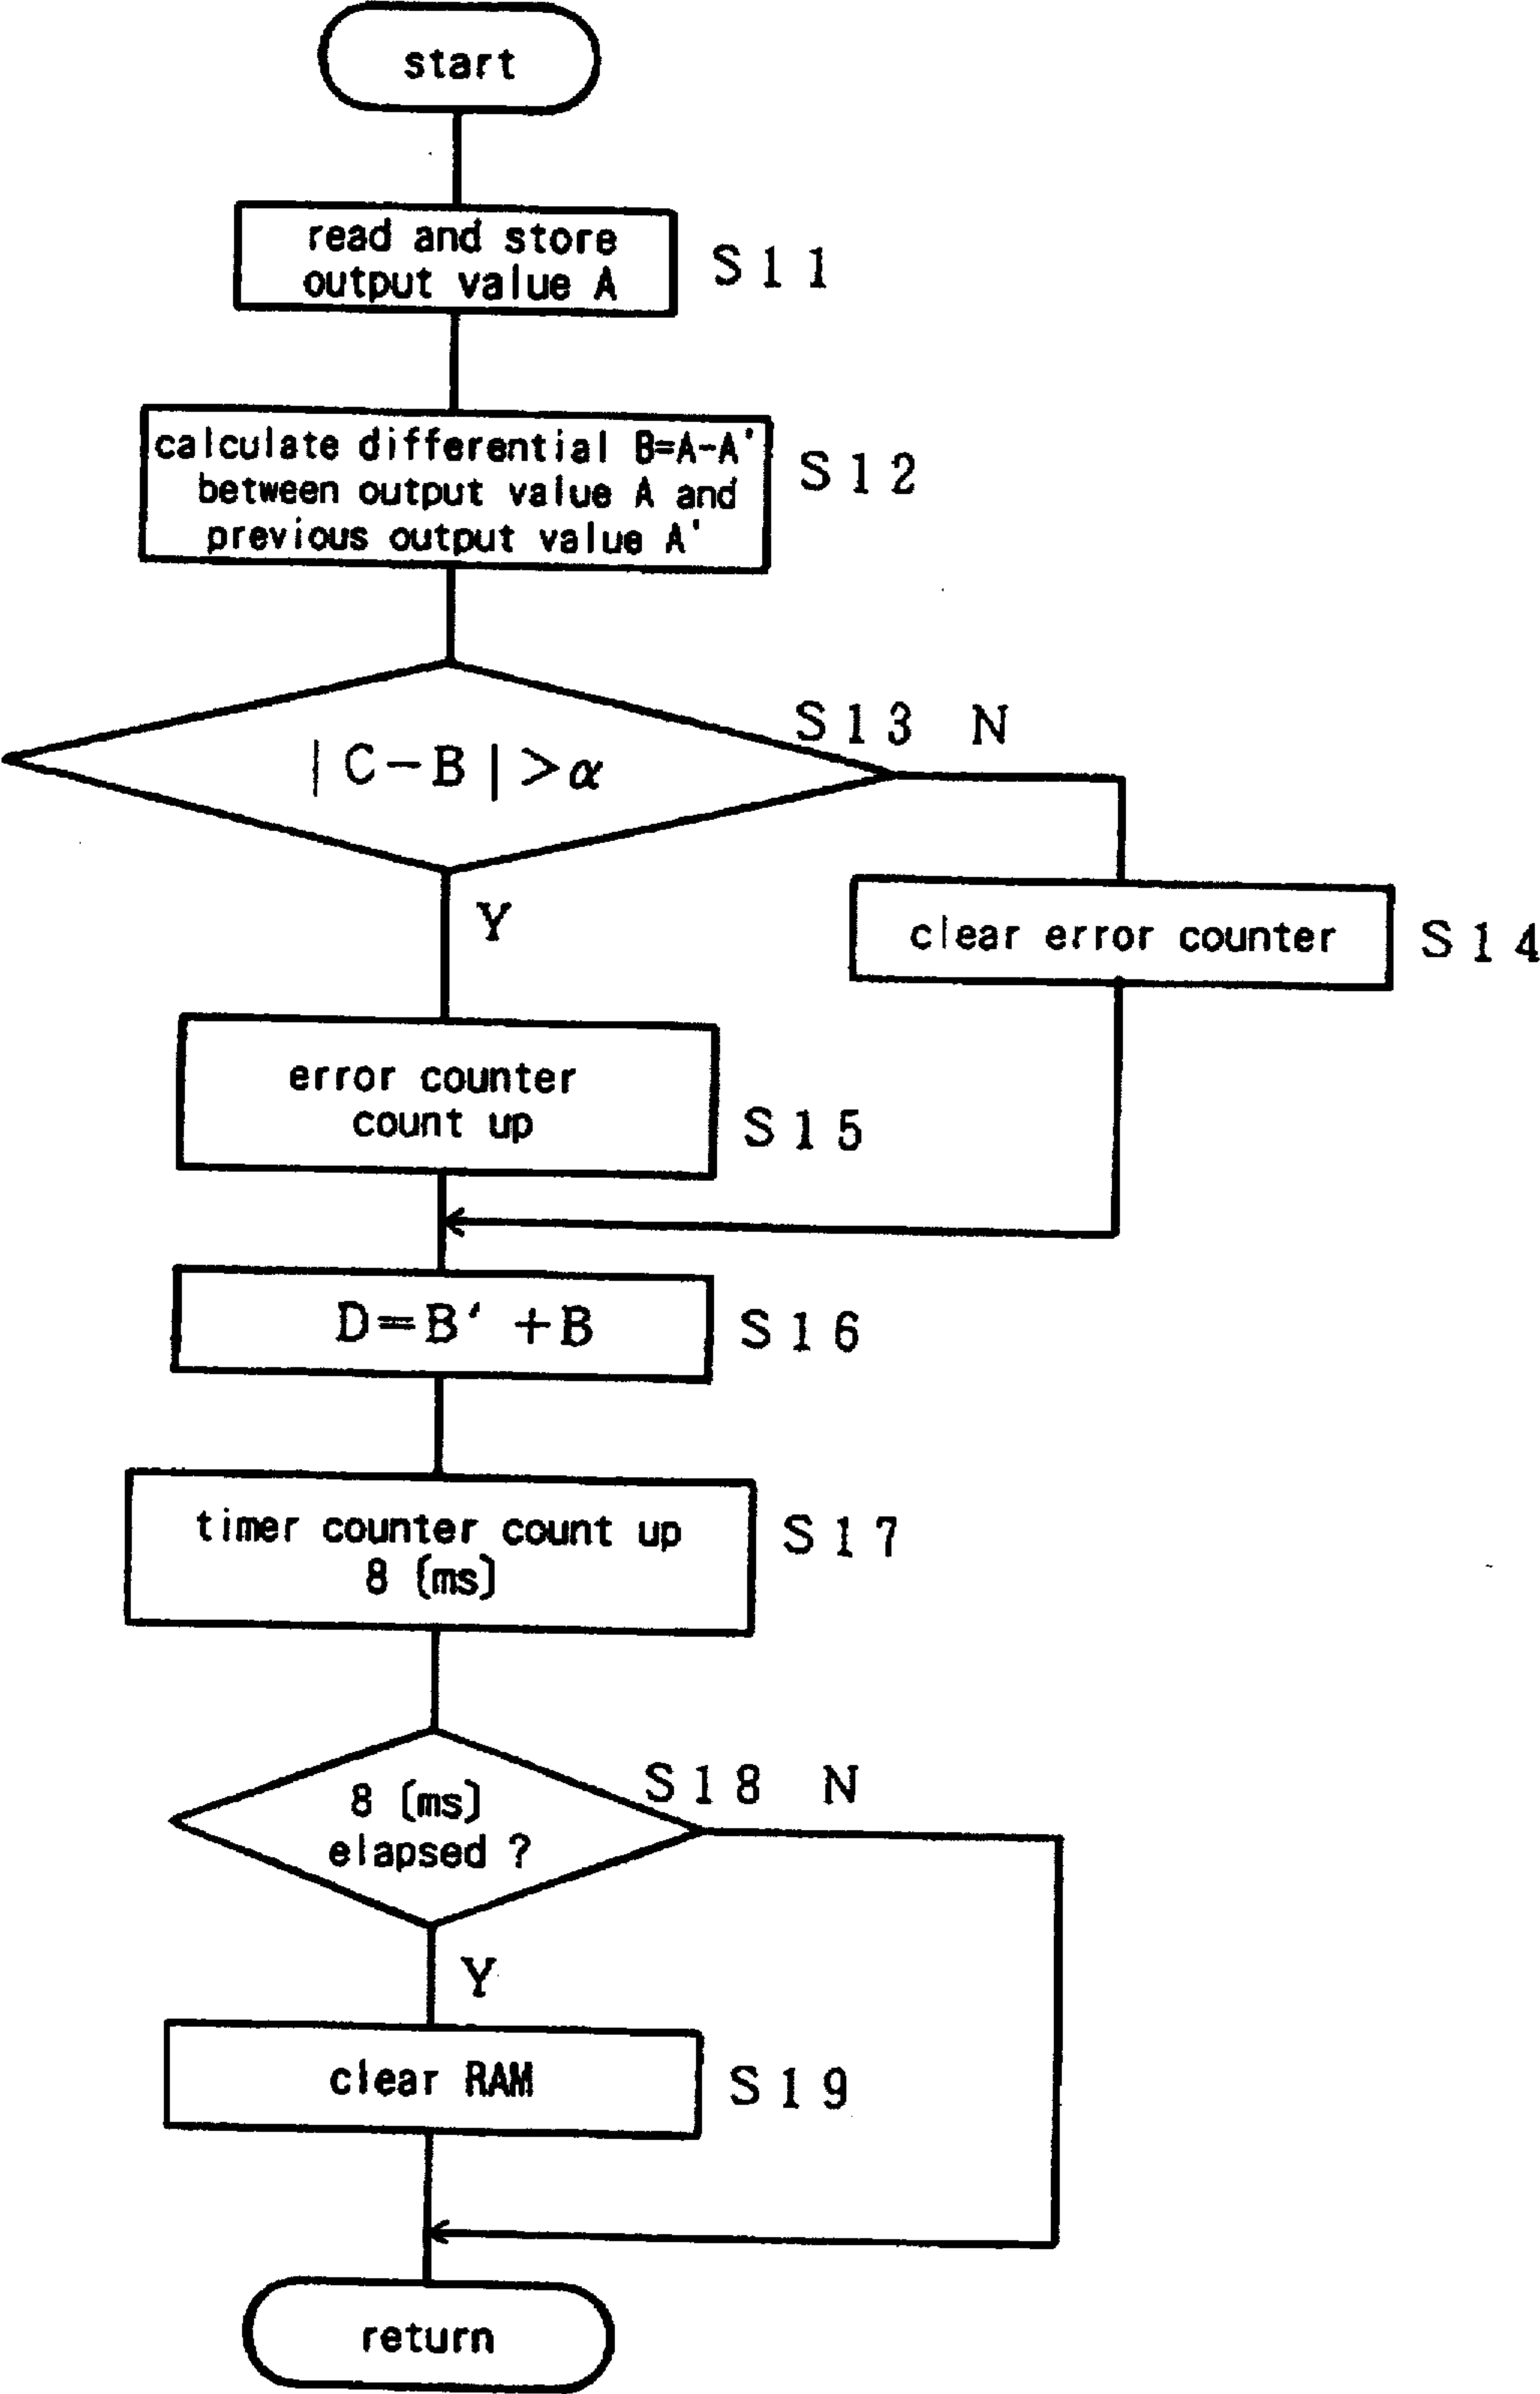 start
read and store
output value A
S11
calculate differential B=A-A'
between output value A and
previous output value A'
S12
|C-B|>α
S13 N
Y
clear error counter
S14
error counter
count up
S15
D=B' +B
S16
timer counter count up
8 (ms)
S17
8 (ms)
elapsed ?
S18 N
Y
clear RAM
S19
return